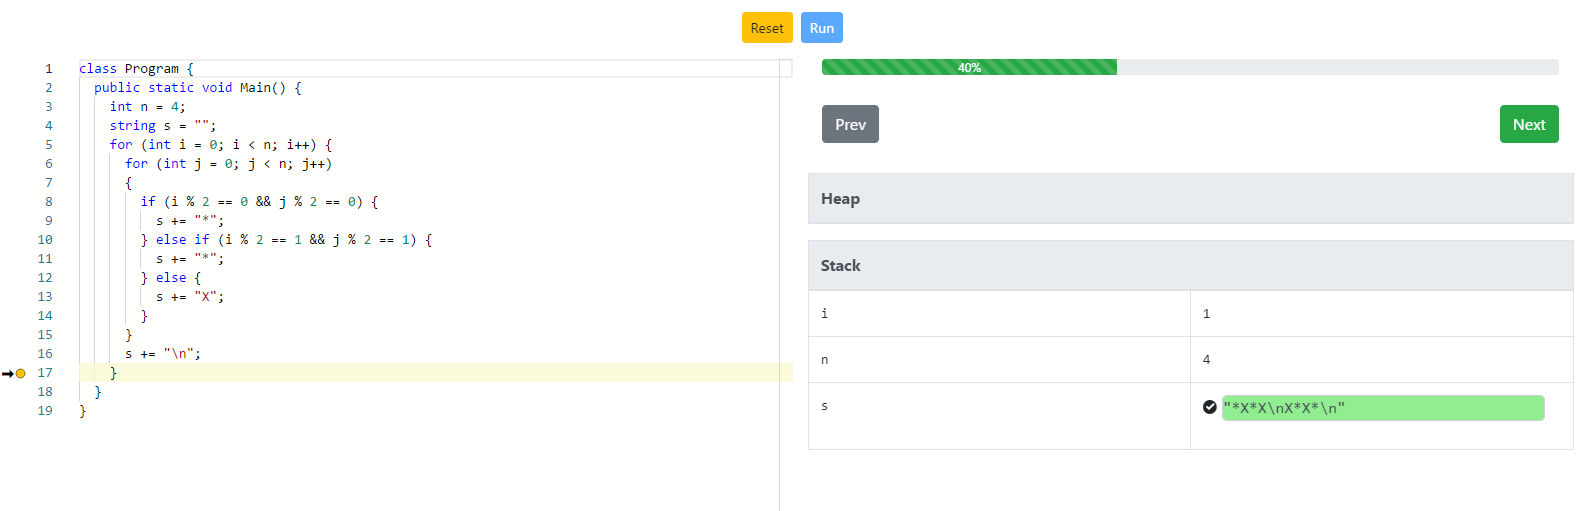 Reset Run
1 class Program {
2 public static void Main() {
3 int n = 4;
4 string s = "";
5 for (int i = 0; i < n; i++) {
6 for (int j = 0; j < n; j++)
7 {
8 if (i % 2 == 0 && j % 2 == 0) {
9 s += "*";
10 } else if (i % 2 == 1 && j % 2 == 1) {
11 s += "*";
12 } else {
13 s += "X";
14 }
15 }
16 s += "\n";
17 }
18 }
19 }
40%
Prev Next
Heap
Stack
i 1
n 4
s "*X*X\nX*X*\n"